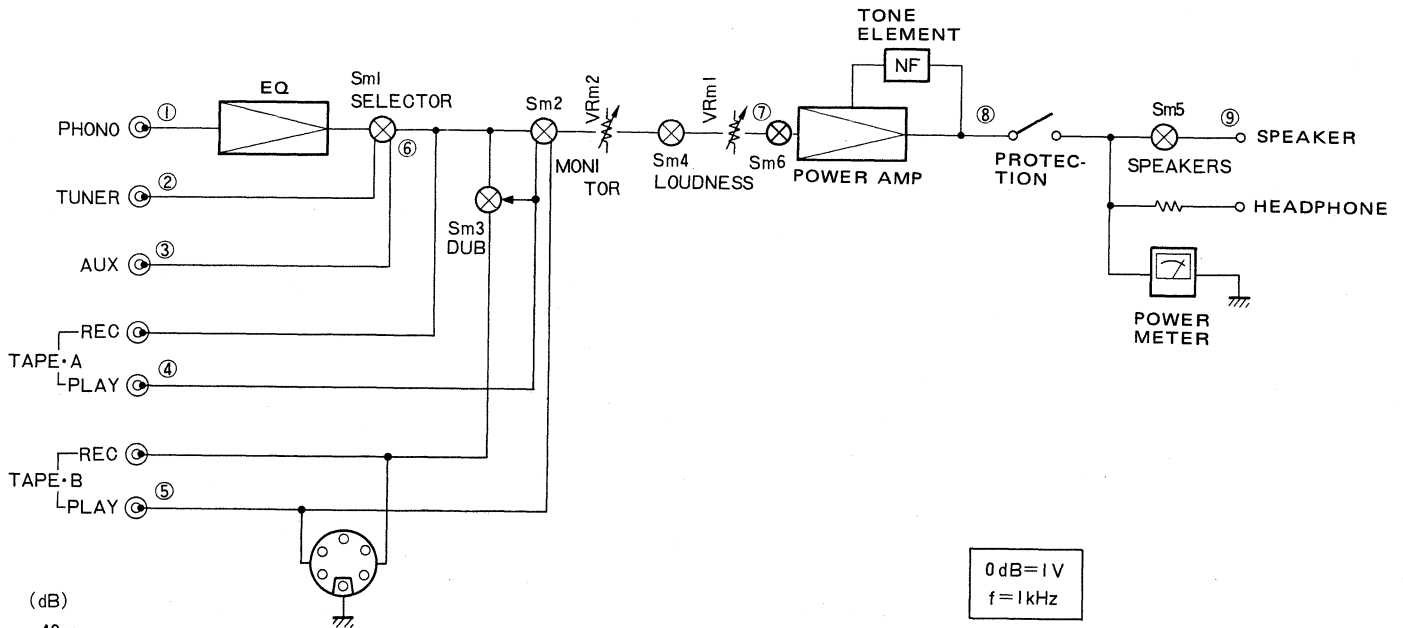 TONE
ELEMENT
NF
EQ
Sm1
SELECTOR
Sm2
VRm2
VRm1
PHONO ①
⑥
MONI
TOR
Sm4
LOUDNESS
⑦
Sm6
POWER AMP
⑧
PROTEC-
TION
Sm5
SPEAKERS
⑨ SPEAKER
TUNER ②
Sm3
DUB
HEADPHONE
AUX ③
POWER
METER
REC
TAPE·A
PLAY ④
REC
TAPE·B
PLAY ⑤
0dB=1V
f=1kHz
(dB)